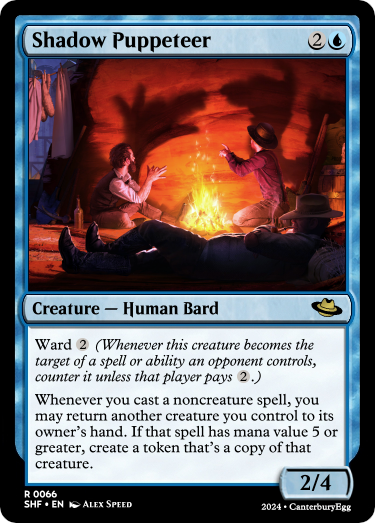 Shadow Puppeteer 2
Creature — Human Bard
Ward 2 (Whenever this creature becomes the
target of a spell or ability an opponent controls,
counter it unless that player pays 2.)
Whenever you cast a noncreature spell, you
may return another creature you control to its
owner's hand. If that spell has mana value 5 or
greater, create a token that's a copy of that
creature.
2/4
R 0066
SHF • EN Alex Speed
2024 • CanterburyEgg